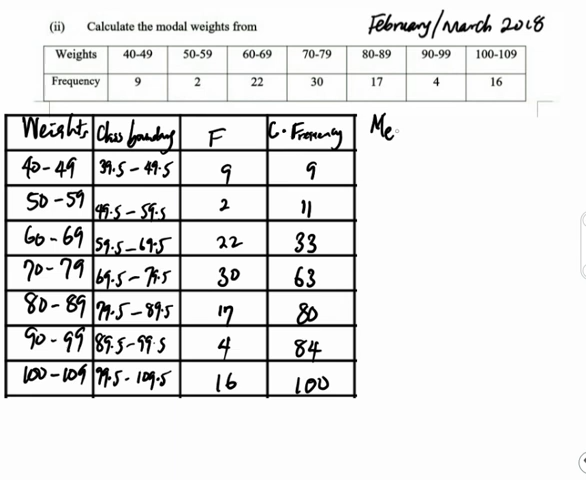 (ii) Calculate the modal weights from
February/March 2018
Weights 40-49 50-59 60-69 70-79 80-89 90-99 100-109
Frequency 9 2 22 30 17 4 16
Weights Class boundary F C. Frequency Me
40-49 39.5-49.5 9 9
50-59 49.5-59.5 2 11
60-69 59.5-69.5 22 33
70-79 69.5-79.5 30 63
80-89 79.5-89.5 17 80
90-99 89.5-99.5 4 84
100-109 99.5-109.5 16 100